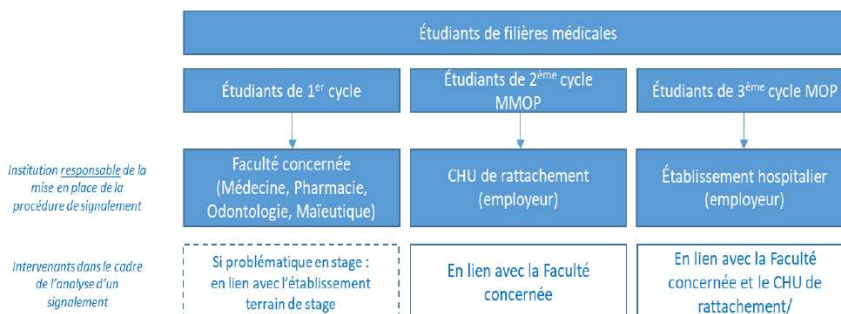 Étudiants de filières médicales
Étudiants de 1er cycle
Étudiants de 2ème cycle
MMOP
Étudiants de 3ème cycle MOP
Institution responsable de la
mise en place de la
procédure de signalement
Faculté concernée
(Médecine, Pharmacie,
Odontologie, Maïeutique)
CHU de rattachement
(employeur)
Établissement hospitalier
(employeur)
Intervenants dans le cadre
de l'analyse d'un
signalement
Si problématique en stage :
en lien avec l'établissement
terrain de stage
En lien avec la Faculté
concernée
En lien avec la Faculté
concernée et le CHU de
rattachement/